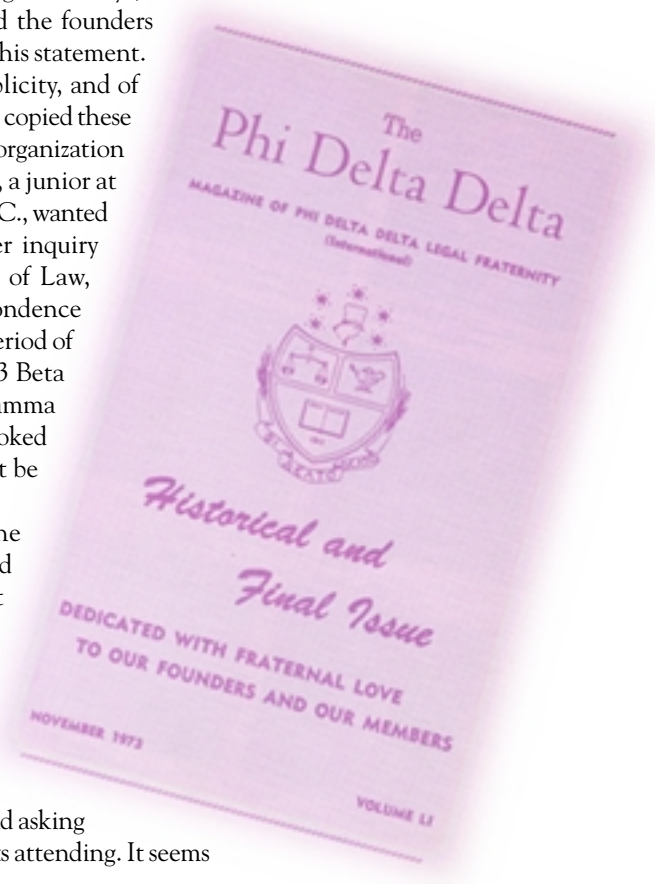 d the founders
his statement.
plicity, and of
copied these
organization
, a junior at
C., wanted
er inquiry
of Law,
ondence
eriod of
3 Beta
amma
oked
t be
ne
d
t
d asking
s attending. It seems
The
Phi Delta Delta
MAGAZINE OF PHI DELTA DELTA LEGAL FRATERNITY
(International)
Historical and
Final Issue
DEDICATED WITH FRATERNAL LOVE
TO OUR FOUNDERS AND OUR MEMBERS
NOVEMBER 1973
VOLUME LI